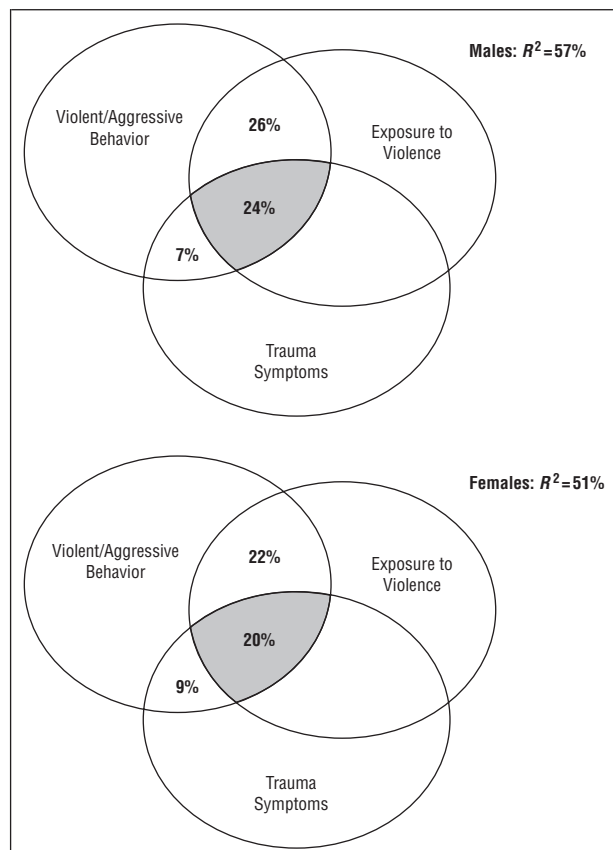 Males: R²=57%
Violent/Aggressive
Behavior
26%
Exposure to
Violence
24%
7%
Trauma
Symptoms
Females: R²=51%
Violent/Aggressive
Behavior
22%
Exposure to
Violence
20%
9%
Trauma
Symptoms